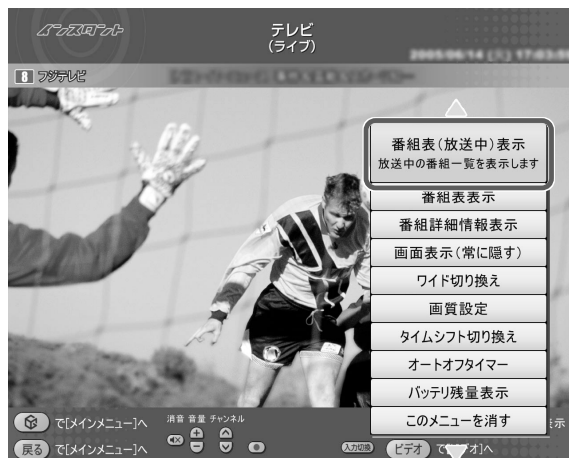 インスタント
テレビ
(ライブ)
8 フジテレビ
番組表(放送中)表示
放送中の番組一覧を表示します
番組表表示
番組詳細情報表示
画面表示(常に隠す)
ワイド切り換え
画質設定
タイムシフト切り換え
オートオフタイマー
バッテリ残量表示
このメニューを消す
で[メインメニュー]へ
消音 音量 チャンネル
戻る で[メインメニュー]へ
入力切換
ビデオ